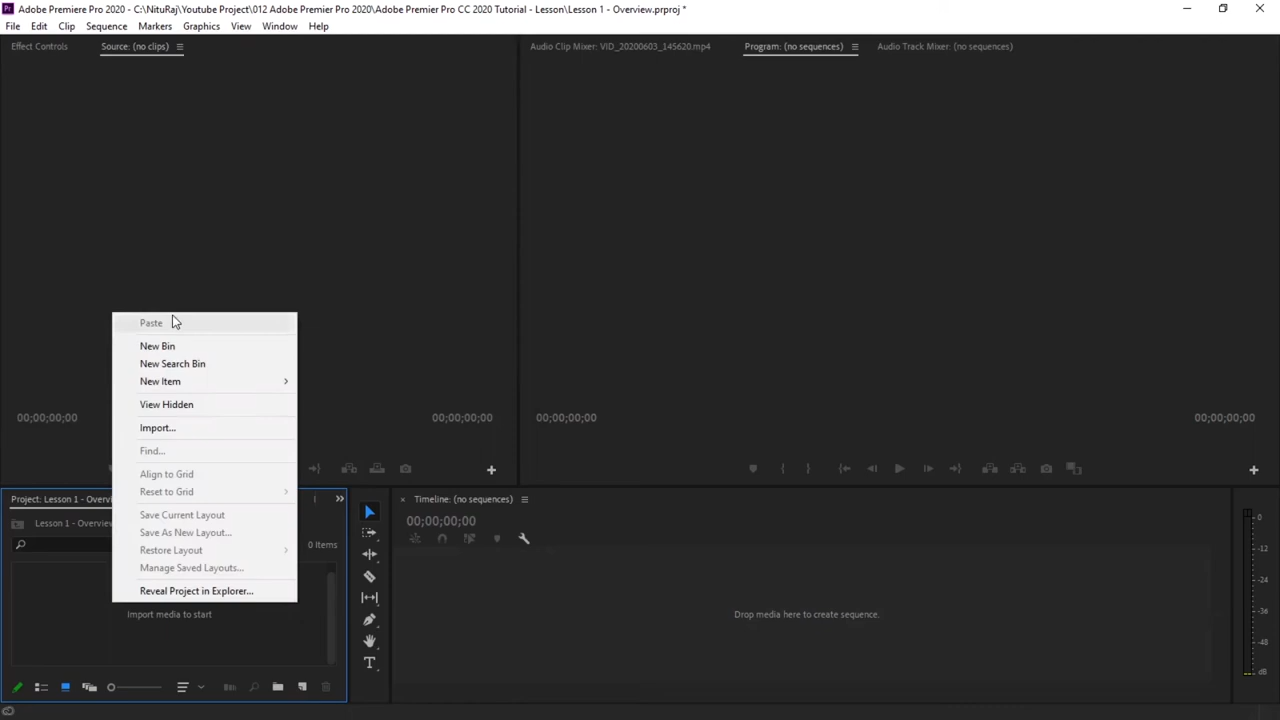 Pr Adobe Premiere Pro 2020 - C:\NituRaj\Youtube Project\012 Adobe Premier Pro 2020\Adobe Premier Pro CC 2020 Tutorial - Lesson\Lesson 1 - Overview.prproj *
File Edit Clip Sequence Markers Graphics View Window Help
Effect Controls Source: (no clips) Audio Clip Mixer: VID_20200603_145620.mp4 Program: (no sequences) Audio Track Mixer: (no sequences)
Paste
New Bin
New Search Bin
New Item
View Hidden
00;00;00;00 00;00;00;00 00;00;00;00 00;00;00;00
Import...
Find...
Align to Grid
Reset to Grid
Project: Lesson 1 - Overvi Timeline: (no sequences)
Save Current Layout
00;00;00;00
Lesson 1 - Overview
Save As New Layout...
0 Items
Restore Layout
Manage Saved Layouts...
Reveal Project in Explorer...
Import media to start Drop media here to create sequence.
T
0
-12
-24
-36
-48
dB